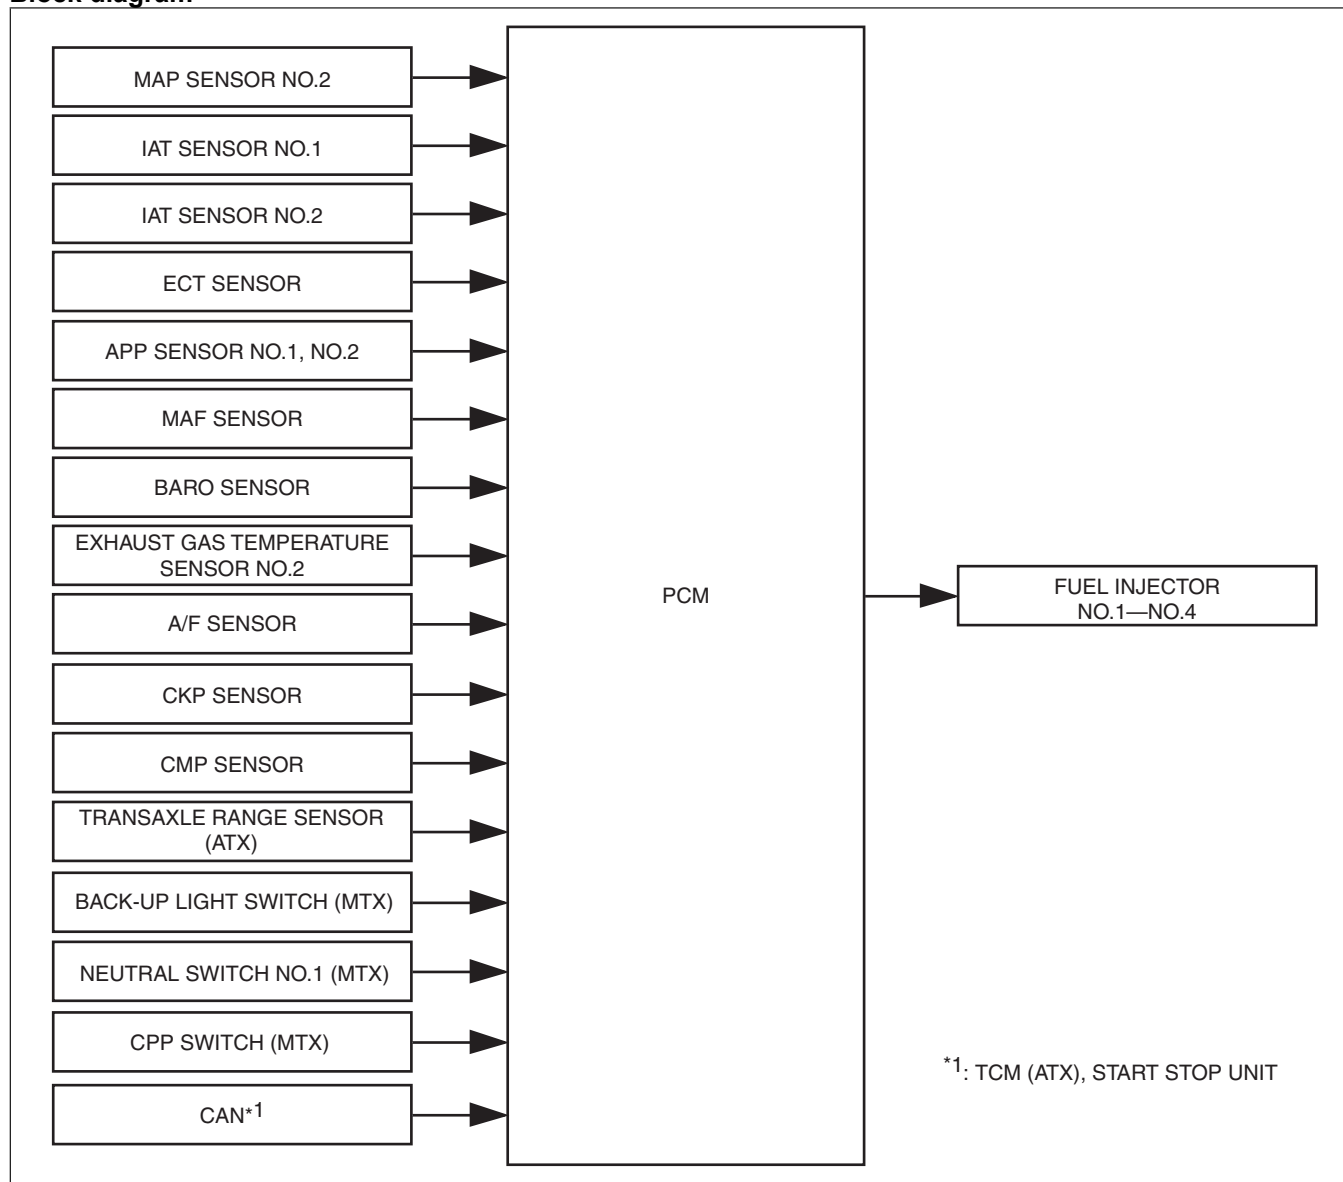 Block diagram
MAP SENSOR NO.2
IAT SENSOR NO.1
IAT SENSOR NO.2
ECT SENSOR
APP SENSOR NO.1, NO.2
MAF SENSOR
BARO SENSOR
EXHAUST GAS TEMPERATURE
SENSOR NO.2
A/F SENSOR
CKP SENSOR
CMP SENSOR
TRANSAXLE RANGE SENSOR
(ATX)
BACK-UP LIGHT SWITCH (MTX)
NEUTRAL SWITCH NO.1 (MTX)
CPP SWITCH (MTX)
CAN*1
PCM
FUEL INJECTOR
NO.1—NO.4
*1: TCM (ATX), START STOP UNIT